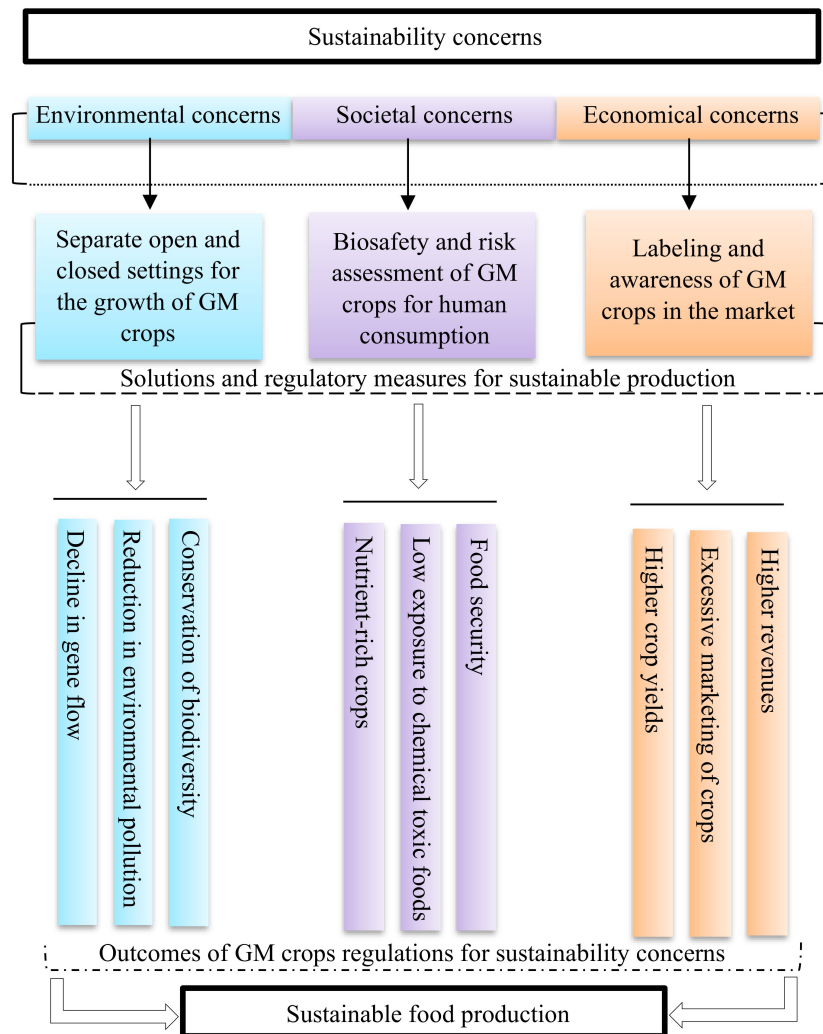 Sustainability concerns
Environmental concerns
Societal concerns
Economical concerns
Separate open and
closed settings for
the growth of GM
crops
Biosafety and risk
assessment of GM
crops for human
consumption
Labeling and
awareness of GM
crops in the market
Solutions and regulatory measures for sustainable production
Decline in gene flow
Reduction in environmental pollution
Conservation of biodiversity
Nutrient-rich crops
Low exposure to chemical toxic foods
Food security
Higher crop yields
Excessive marketing of crops
Higher revenues
Outcomes of GM crops regulations for sustainability concerns
Sustainable food production